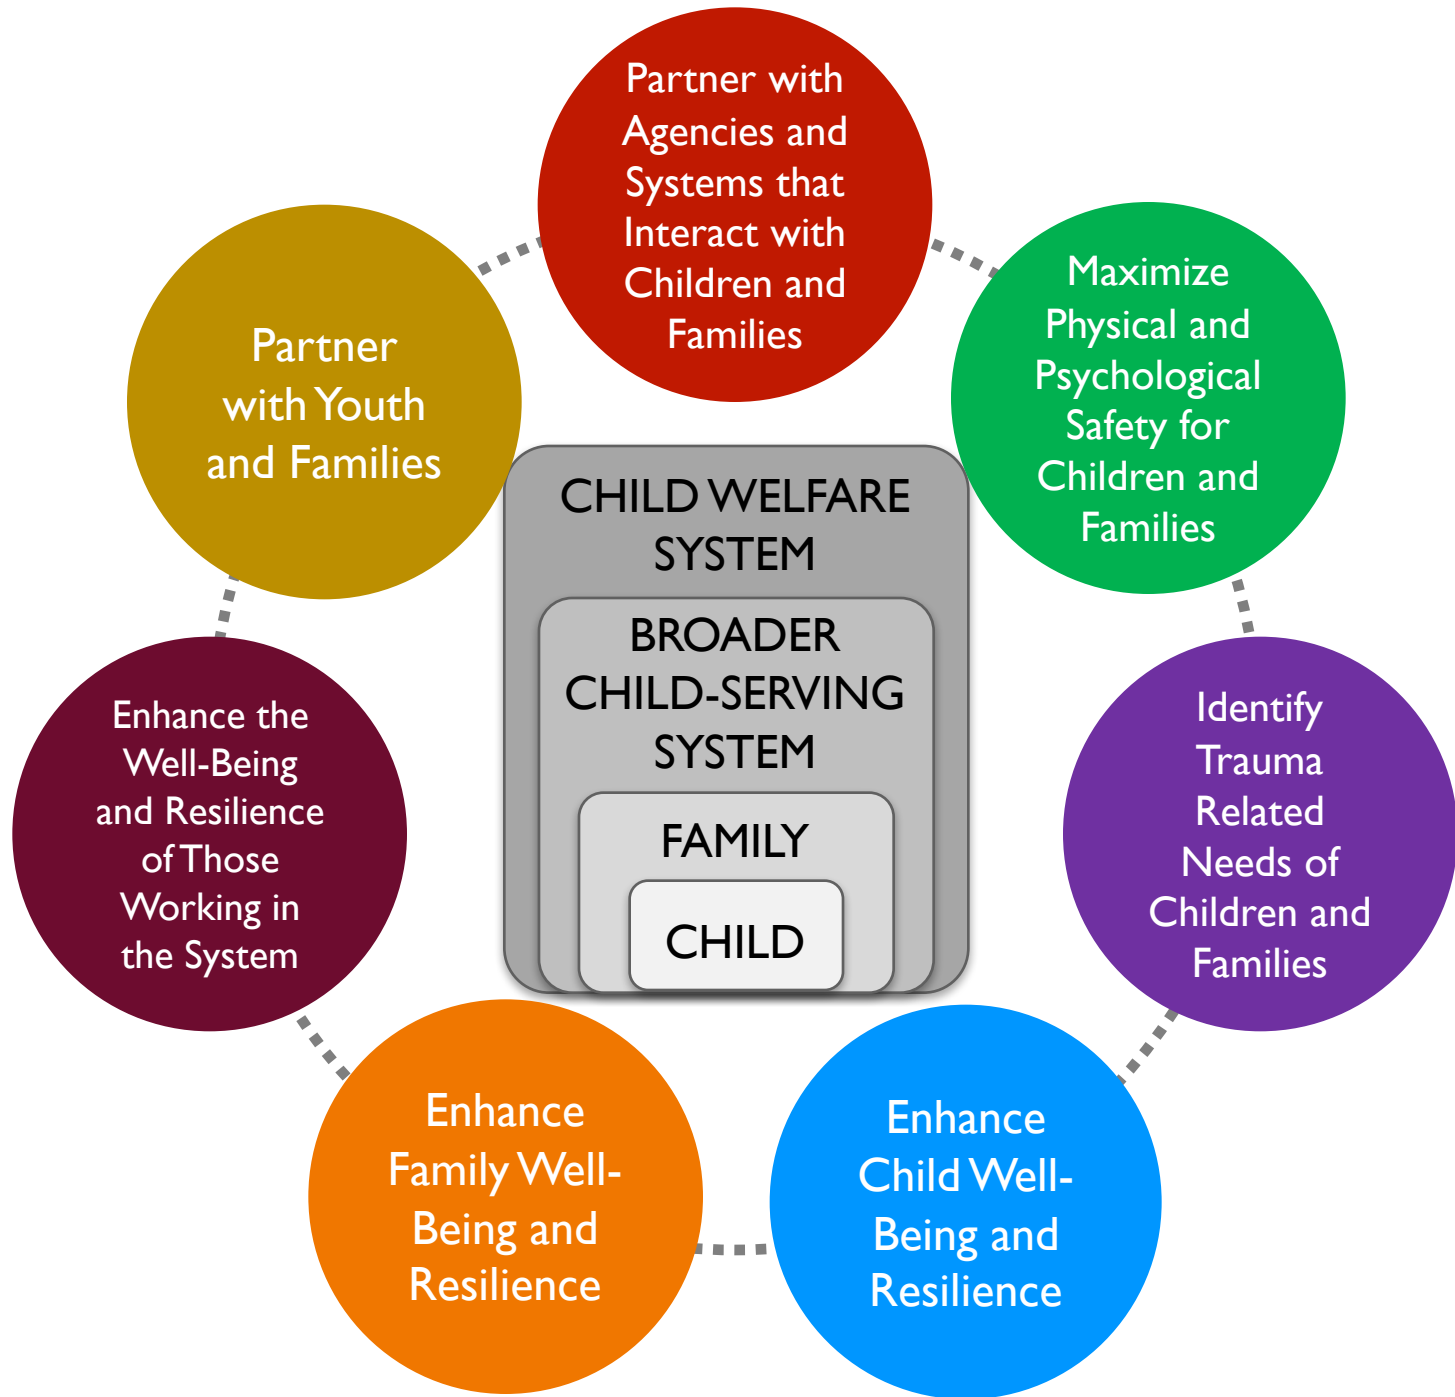 Partner with
Agencies and
Systems that
Interact with
Children and
Families
Maximize
Physical and
Psychological
Safety for
Children and
Families
Identify
Trauma
Related
Needs of
Children and
Families
Enhance
Child Well-
Being and
Resilience
Enhance
Family Well-
Being and
Resilience
Enhance the
Well-Being
and Resilience
of Those
Working in
the System
Partner
with Youth
and Families
CHILD WELFARE
SYSTEM
BROADER
CHILD-SERVING
SYSTEM
FAMILY
CHILD